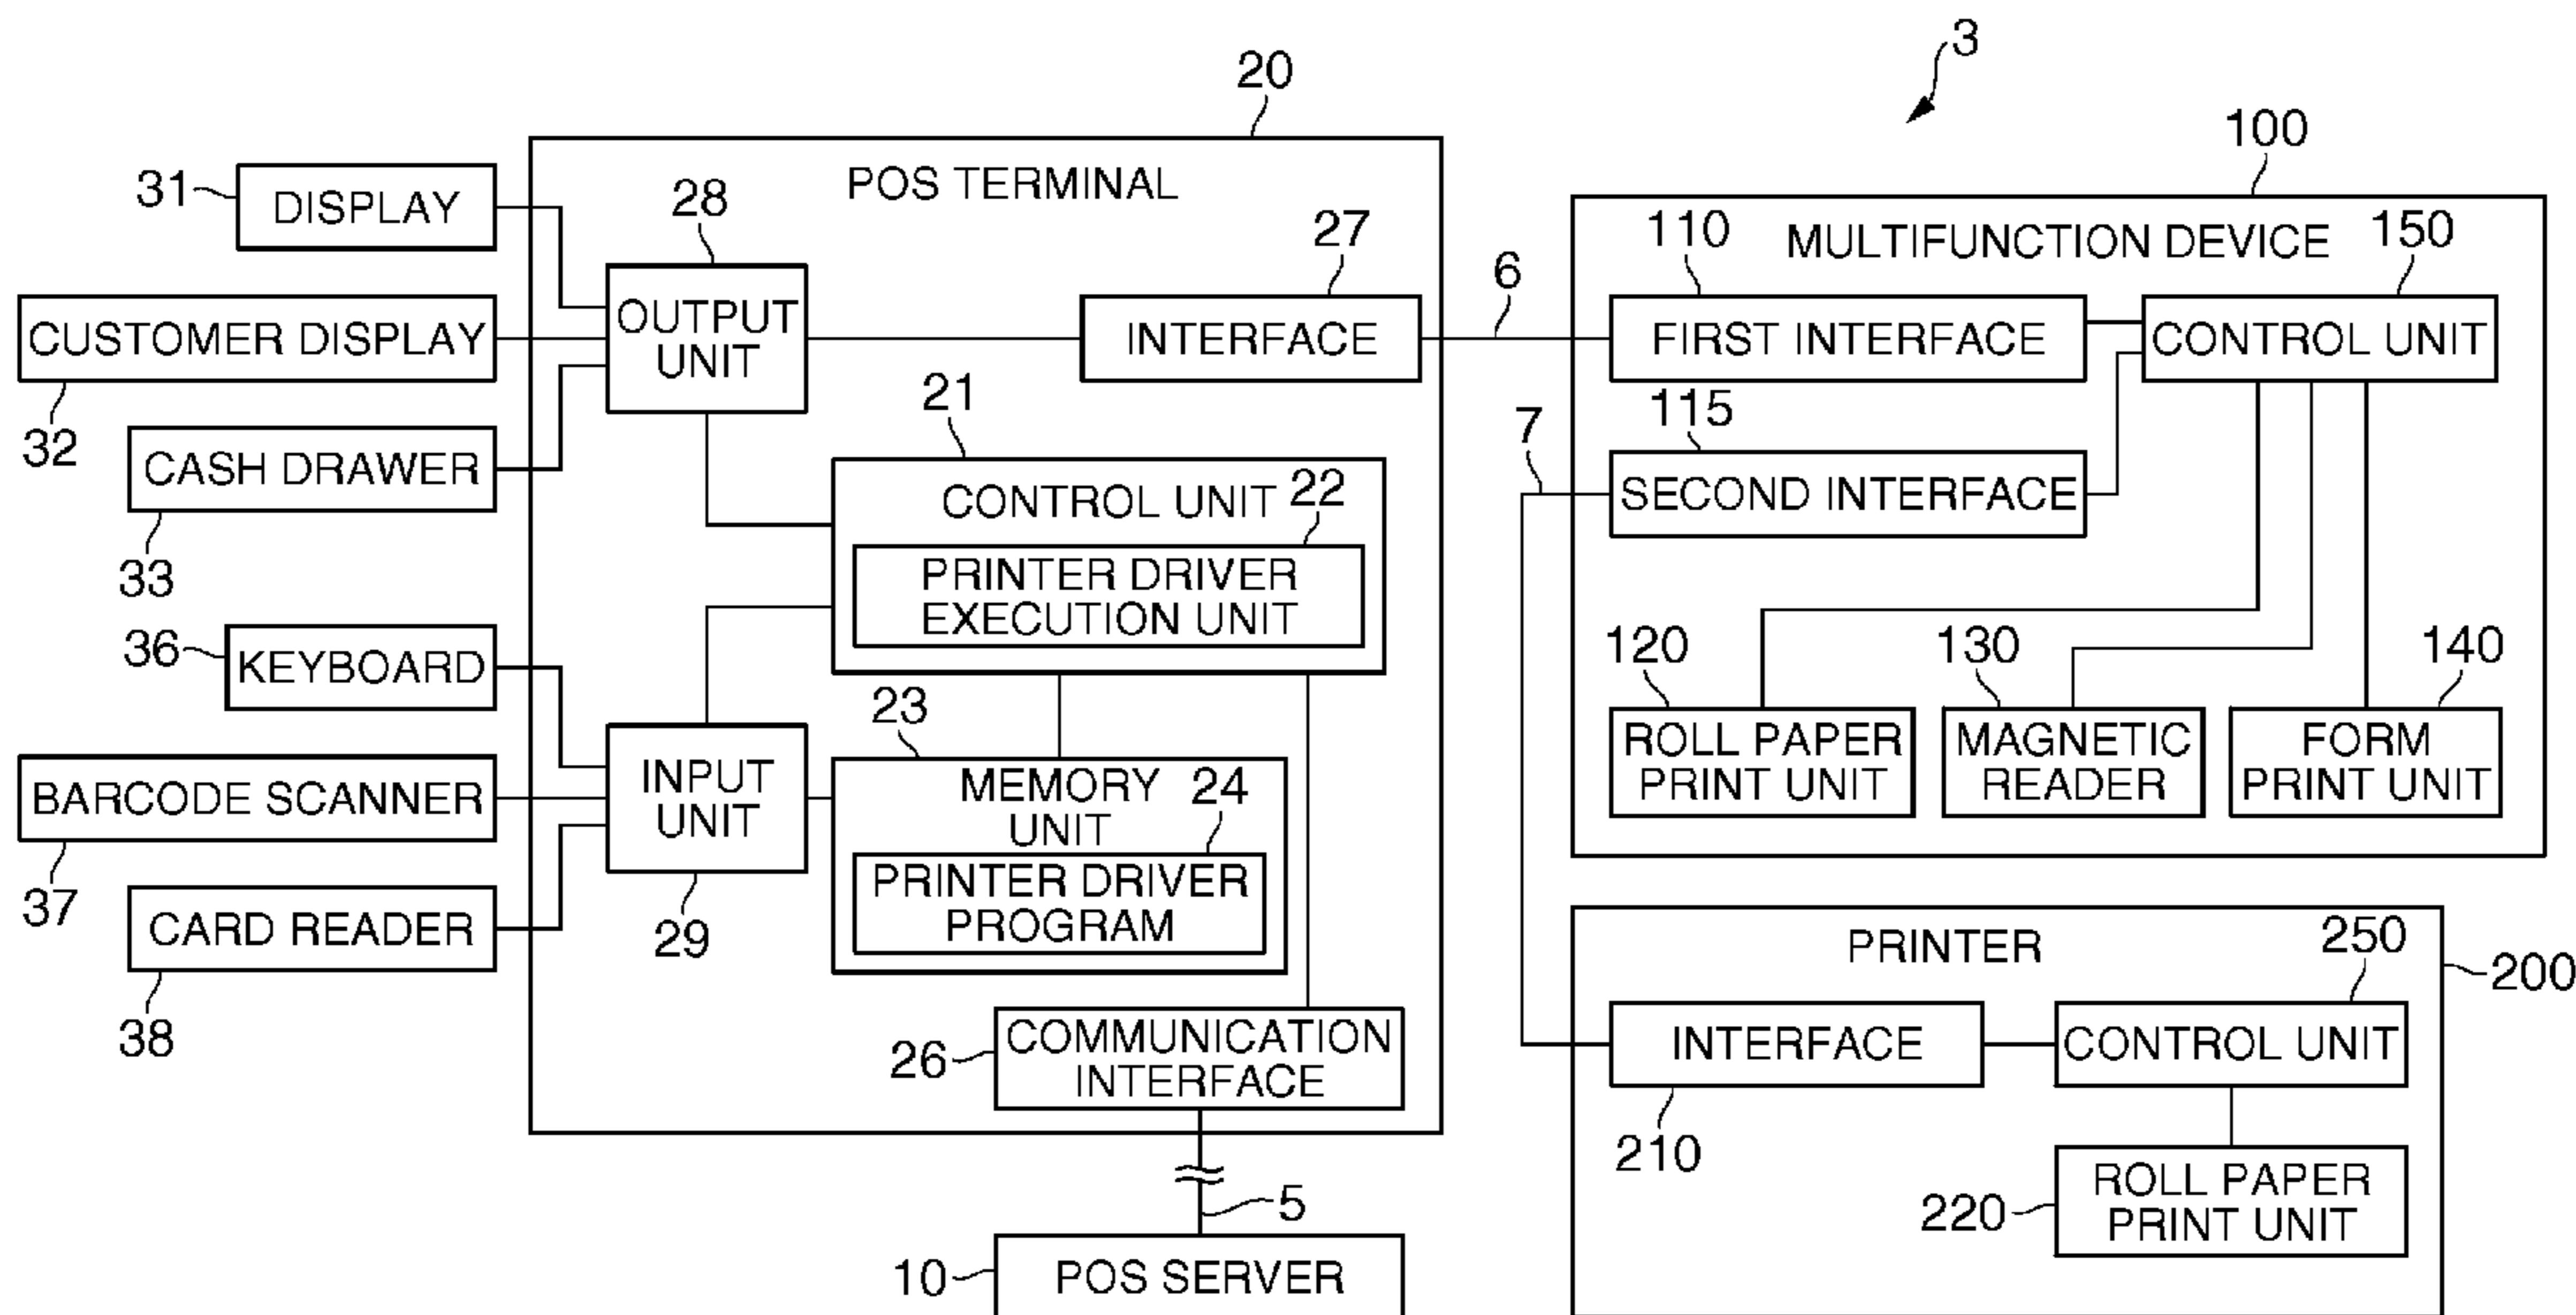 3
20
100
31
DISPLAY
POS TERMINAL
28
27
6
110
MULTIFUNCTION DEVICE
150
CUSTOMER DISPLAY
32
OUTPUT
UNIT
INTERFACE
FIRST INTERFACE
CONTROL UNIT
21
7
115
CASH DRAWER
33
CONTROL UNIT
22
SECOND INTERFACE
PRINTER DRIVER
EXECUTION UNIT
36
KEYBOARD
23
120
130
140
BARCODE SCANNER
37
INPUT
UNIT
29
MEMORY
UNIT
24
ROLL PAPER
PRINT UNIT
MAGNETIC
READER
FORM
PRINT UNIT
PRINTER DRIVER
PROGRAM
CARD READER
38
PRINTER
250
200
26
COMMUNICATION
INTERFACE
INTERFACE
210
CONTROL UNIT
5
220
ROLL PAPER
PRINT UNIT
10
POS SERVER